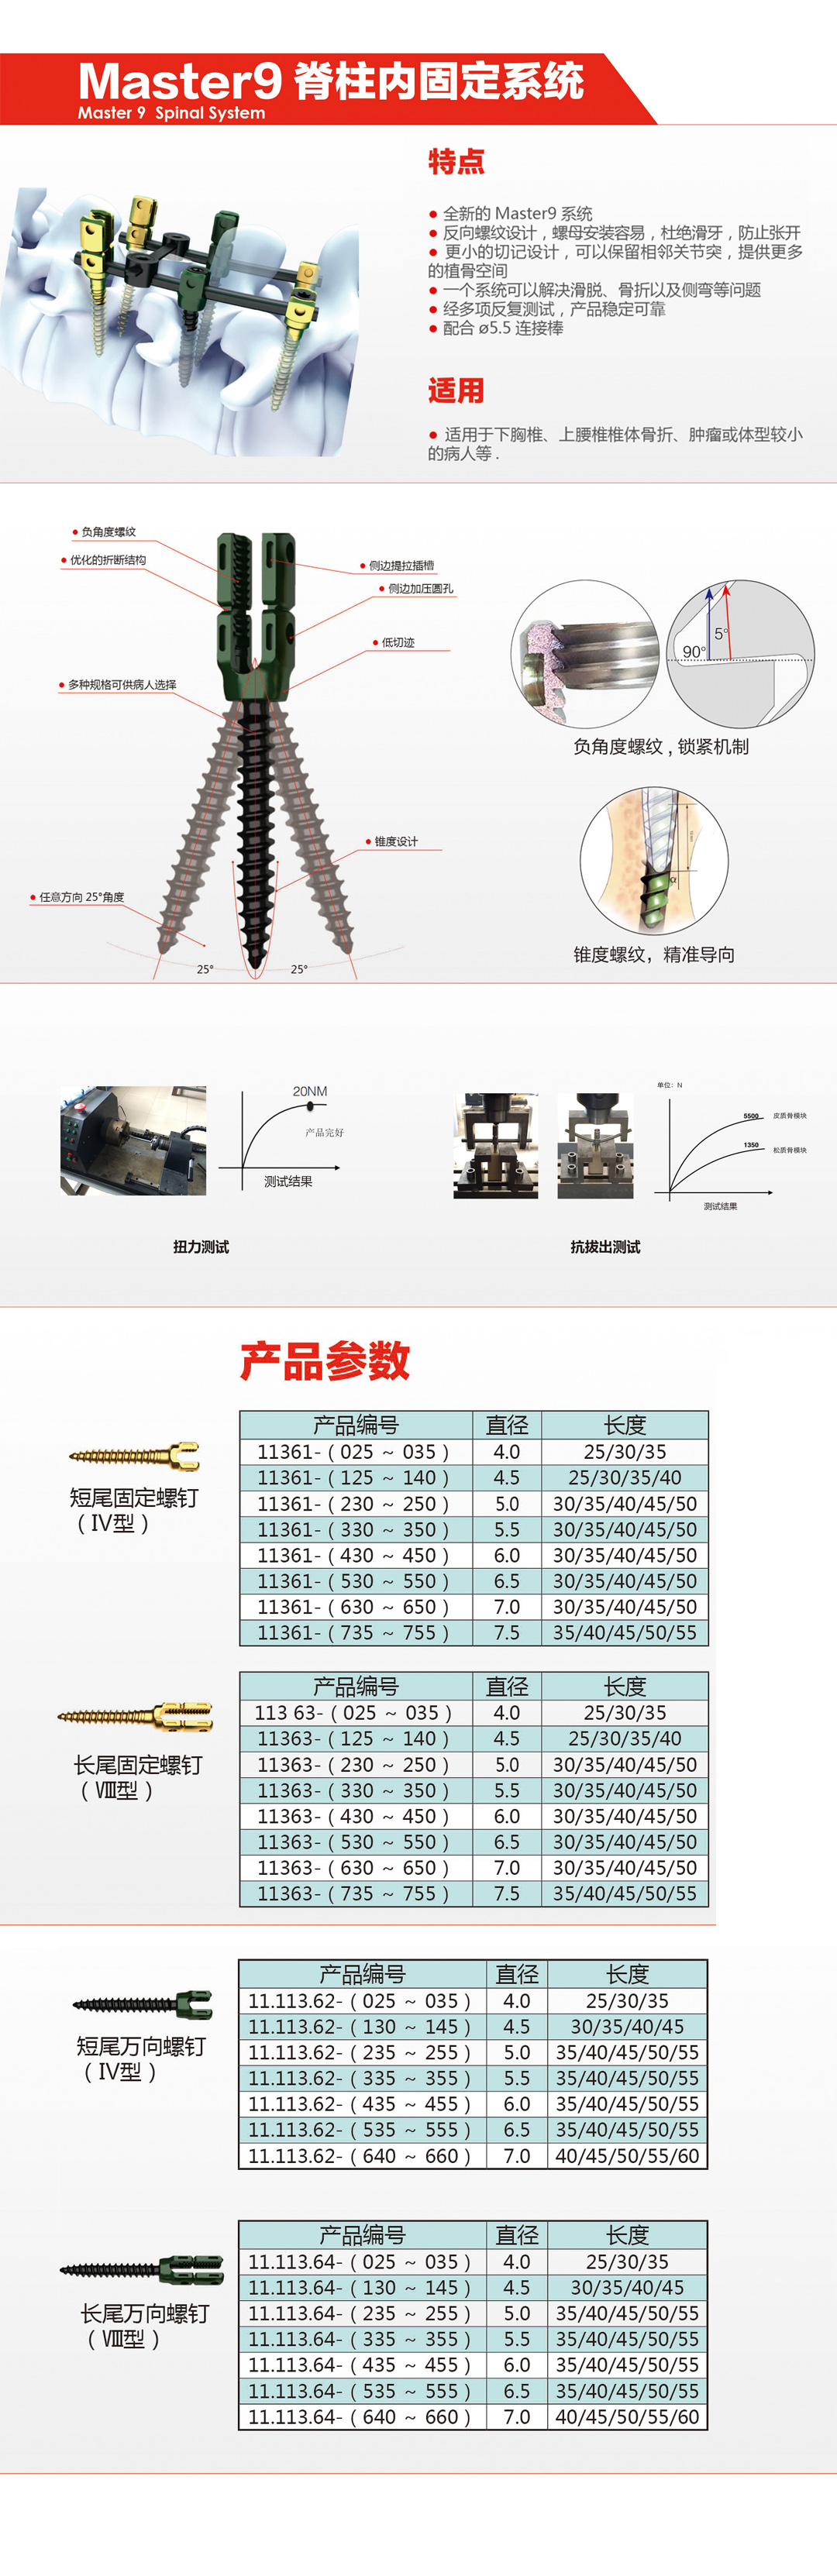 Master9 脊柱内固定系统
Master 9 Spinal System
特点
● 全新的 Master9 系统
● 反向螺纹设计，螺母安装容易，杜绝滑牙，防止张开
● 更小的切记设计，可以保留相邻关节突，提供更多
的植骨空间
● 一个系统可以解决滑脱、骨折以及侧弯等问题
● 经多项反复测试，产品稳定可靠
● 配合 ø5.5 连接棒
适用
● 适用于下胸椎、上腰椎椎体骨折、肿瘤或体型较小
的病人等 .
● 负角度螺纹
● 优化的折断结构
● 侧边提拉插槽
● 侧边加压圆孔
● 低切迹
● 多种规格可供病人选择
● 锥度设计
● 任意方向 25°角度
25°
25°
90°
5°
负角度螺纹 , 锁紧机制
α
锥度螺纹，精准导向
20NM
产品完好
测试结果
扭力测试
单位：N
5500 皮质骨模块
1350 松质骨模块
测试结果
抗拔出测试
产品参数
短尾固定螺钉
（IV型）
产品编号 直径 长度
11361-（025 ~ 035） 4.0 25/30/35
11361-（125 ~ 140） 4.5 25/30/35/40
11361-（230 ~ 250） 5.0 30/35/40/45/50
11361-（330 ~ 350） 5.5 30/35/40/45/50
11361-（430 ~ 450） 6.0 30/35/40/45/50
11361-（530 ~ 550） 6.5 30/35/40/45/50
11361-（630 ~ 650） 7.0 30/35/40/45/50
11361-（735 ~ 755） 7.5 35/40/45/50/55
长尾固定螺钉
（Ⅷ型）
产品编号 直径 长度
113 63-（025 ~ 035） 4.0 25/30/35
11363-（125 ~ 140） 4.5 25/30/35/40
11363-（230 ~ 250） 5.0 30/35/40/45/50
11363-（330 ~ 350） 5.5 30/35/40/45/50
11363-（430 ~ 450） 6.0 30/35/40/45/50
11363-（530 ~ 550） 6.5 30/35/40/45/50
11363-（630 ~ 650） 7.0 30/35/40/45/50
11363-（735 ~ 755） 7.5 35/40/45/50/55
短尾万向螺钉
（IV型）
产品编号 直径 长度
11.113.62-（025 ~ 035） 4.0 25/30/35
11.113.62-（130 ~ 145） 4.5 30/35/40/45
11.113.62-（235 ~ 255） 5.0 35/40/45/50/55
11.113.62-（335 ~ 355） 5.5 35/40/45/50/55
11.113.62-（435 ~ 455） 6.0 35/40/45/50/55
11.113.62-（535 ~ 555） 6.5 35/40/45/50/55
11.113.62-（640 ~ 660） 7.0 40/45/50/55/60
长尾万向螺钉
（Ⅷ型）
产品编号 直径 长度
11.113.64-（025 ~ 035） 4.0 25/30/35
11.113.64-（130 ~ 145） 4.5 30/35/40/45
11.113.64-（235 ~ 255） 5.0 35/40/45/50/55
11.113.64-（335 ~ 355） 5.5 35/40/45/50/55
11.113.64-（435 ~ 455） 6.0 35/40/45/50/55
11.113.64-（535 ~ 555） 6.5 35/40/45/50/55
11.113.64-（640 ~ 660） 7.0 40/45/50/55/60